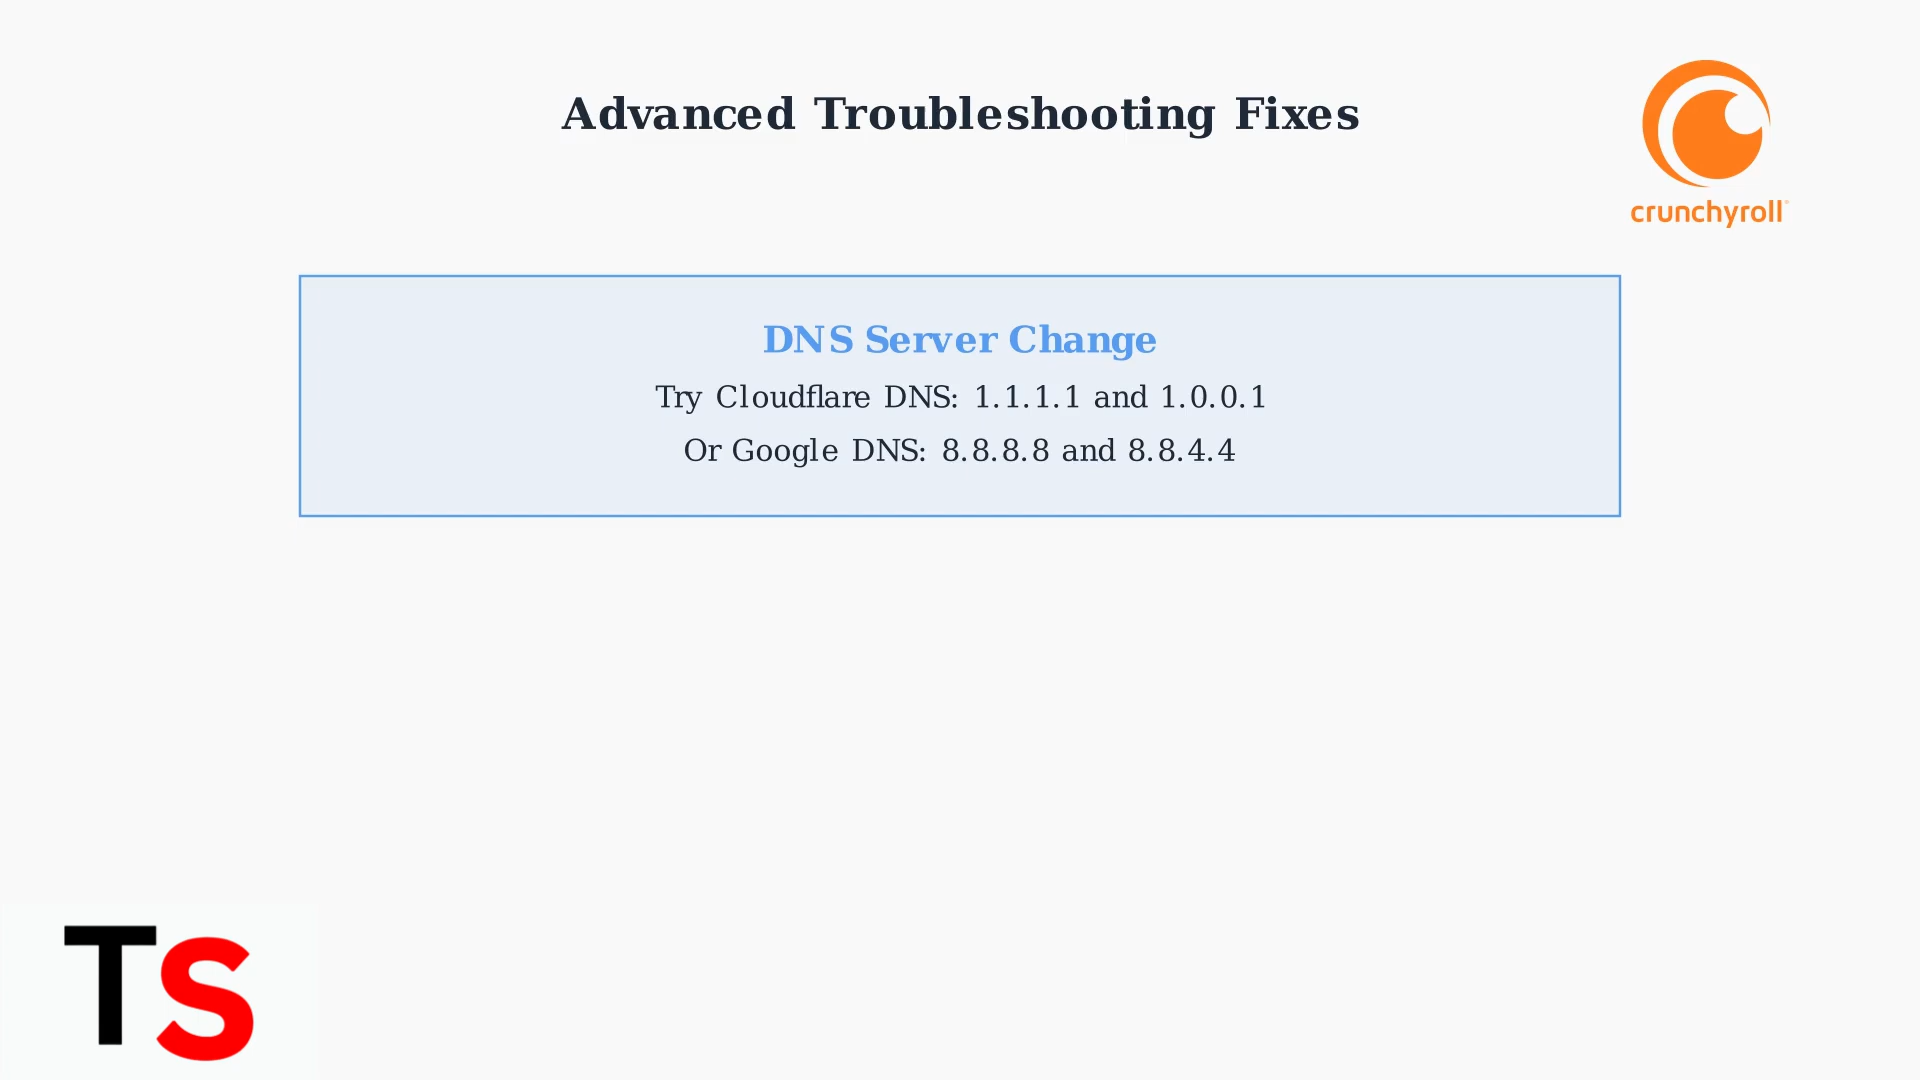 Advanced Troubleshooting Fixes
crunchyroll
DNS Server Change
Try Cloudflare DNS: 1.1.1.1 and 1.0.0.1
Or Google DNS: 8.8.8.8 and 8.8.4.4
TS